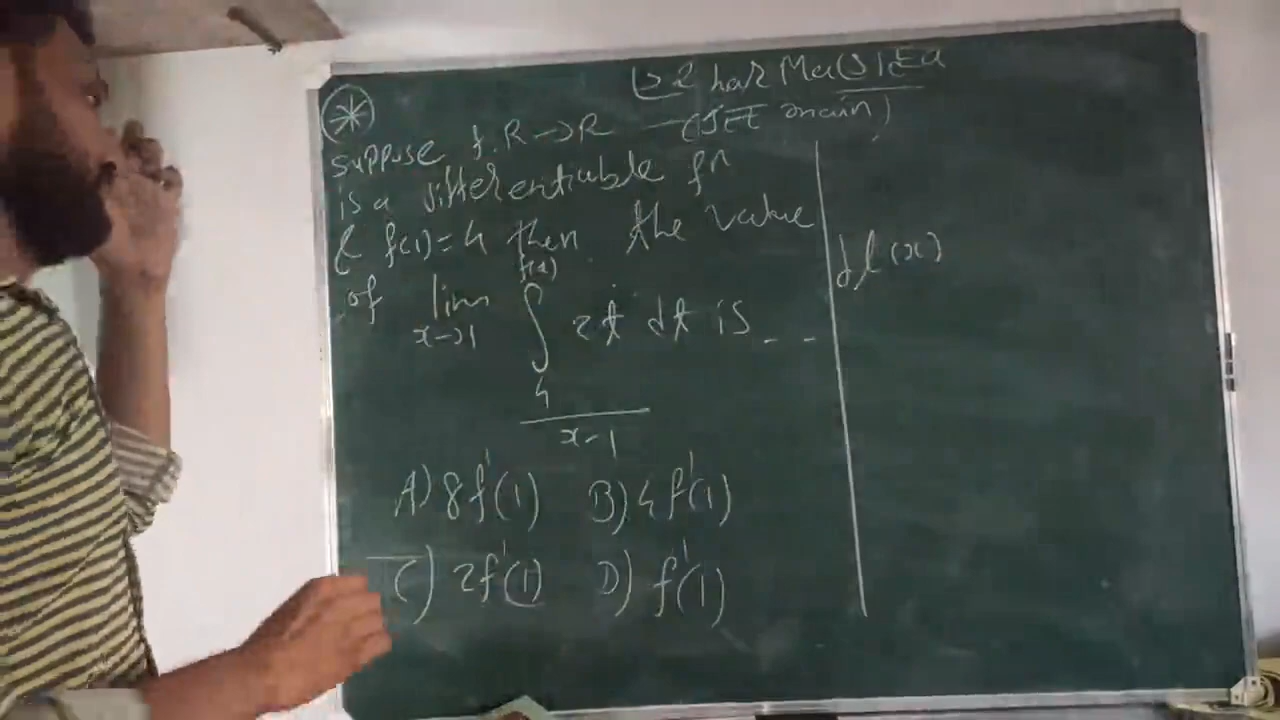 (JEE main)
suppose f: R→R
is a differentiable fn
& f(1)=4 then the value
of lim x→1 ∫ 4 f(x) 2t dt is - -
x-1
A) 8f'(1) B) 4f'(1)
C) 2f'(1) D) f'(1)
df(x)